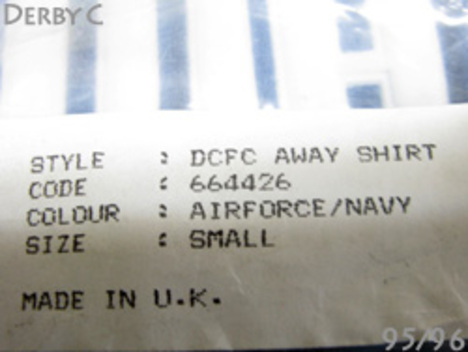 DERBY C
STYLE : DCFC AWAY SHIRT
CODE : 664426
COLOUR : AIRFORCE/NAVY
SIZE : SMALL
MADE IN U.K.
95/96